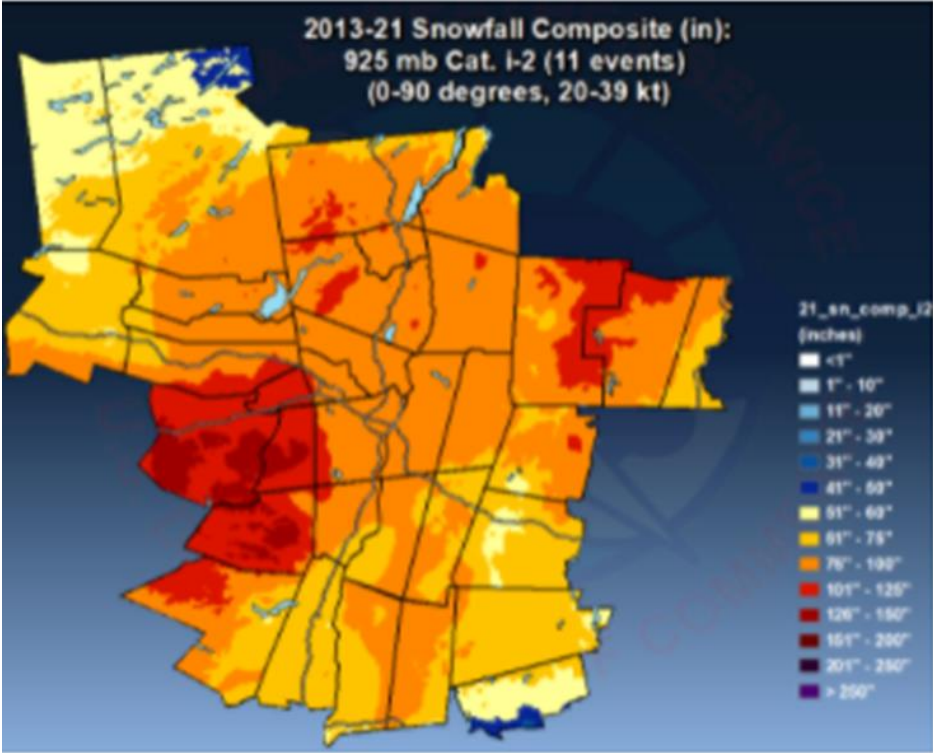 2013-21 Snowfall Composite (in):
925 mb Cat. i-2 (11 events)
(0-90 degrees, 20-39 kt)
21_sn_comp_i2
(inches)
<1"
1" - 10"
11" - 20"
21" - 30"
31" - 40"
41" - 50"
51" - 60"
61" - 75"
76" - 100"
101" - 125"
126" - 150"
151" - 200"
201" - 250"
> 250"